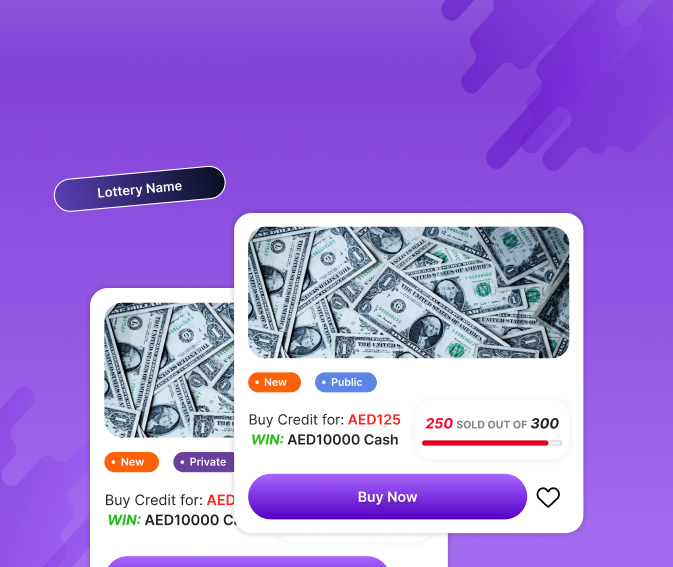 Lottery Name
New
Public
Buy Credit for: AED125
WIN: AED10000 Cash
250 SOLD OUT OF 300
Buy Now
New
Private
Buy Credit for: AED
WIN: AED10000